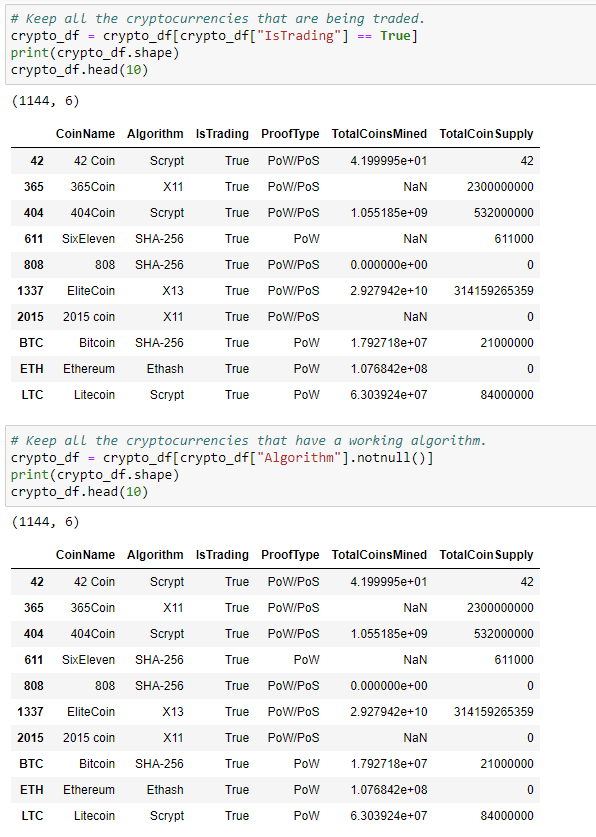 # Keep all the cryptocurrencies that are being traded.
crypto_df = crypto_df[crypto_df["IsTrading"] == True]
print(crypto_df.shape)
crypto_df.head(10)
(1144, 6)
CoinName Algorithm IsTrading ProofType TotalCoinsMined TotalCoinSupply
42 42 Coin Scrypt True PoW/PoS 4.199995e+01 42
365 365Coin X11 True PoW/PoS NaN 2300000000
404 404Coin Scrypt True PoW/PoS 1.055185e+09 532000000
611 SixEleven SHA-256 True PoW NaN 611000
808 808 SHA-256 True PoW/PoS 0.000000e+00 0
1337 EliteCoin X13 True PoW/PoS 2.927942e+10 314159265359
2015 2015 coin X11 True PoW/PoS NaN 0
BTC Bitcoin SHA-256 True PoW 1.792718e+07 21000000
ETH Ethereum Ethash True PoW 1.076842e+08 0
LTC Litecoin Scrypt True PoW 6.303924e+07 84000000
# Keep all the cryptocurrencies that have a working algorithm.
crypto_df = crypto_df[crypto_df["Algorithm"].notnull()]
print(crypto_df.shape)
crypto_df.head(10)
(1144, 6)
CoinName Algorithm IsTrading ProofType TotalCoinsMined TotalCoinSupply
42 42 Coin Scrypt True PoW/PoS 4.199995e+01 42
365 365Coin X11 True PoW/PoS NaN 2300000000
404 404Coin Scrypt True PoW/PoS 1.055185e+09 532000000
611 SixEleven SHA-256 True PoW NaN 611000
808 808 SHA-256 True PoW/PoS 0.000000e+00 0
1337 EliteCoin X13 True PoW/PoS 2.927942e+10 314159265359
2015 2015 coin X11 True PoW/PoS NaN 0
BTC Bitcoin SHA-256 True PoW 1.792718e+07 21000000
ETH Ethereum Ethash True PoW 1.076842e+08 0
LTC Litecoin Scrypt True PoW 6.303924e+07 84000000